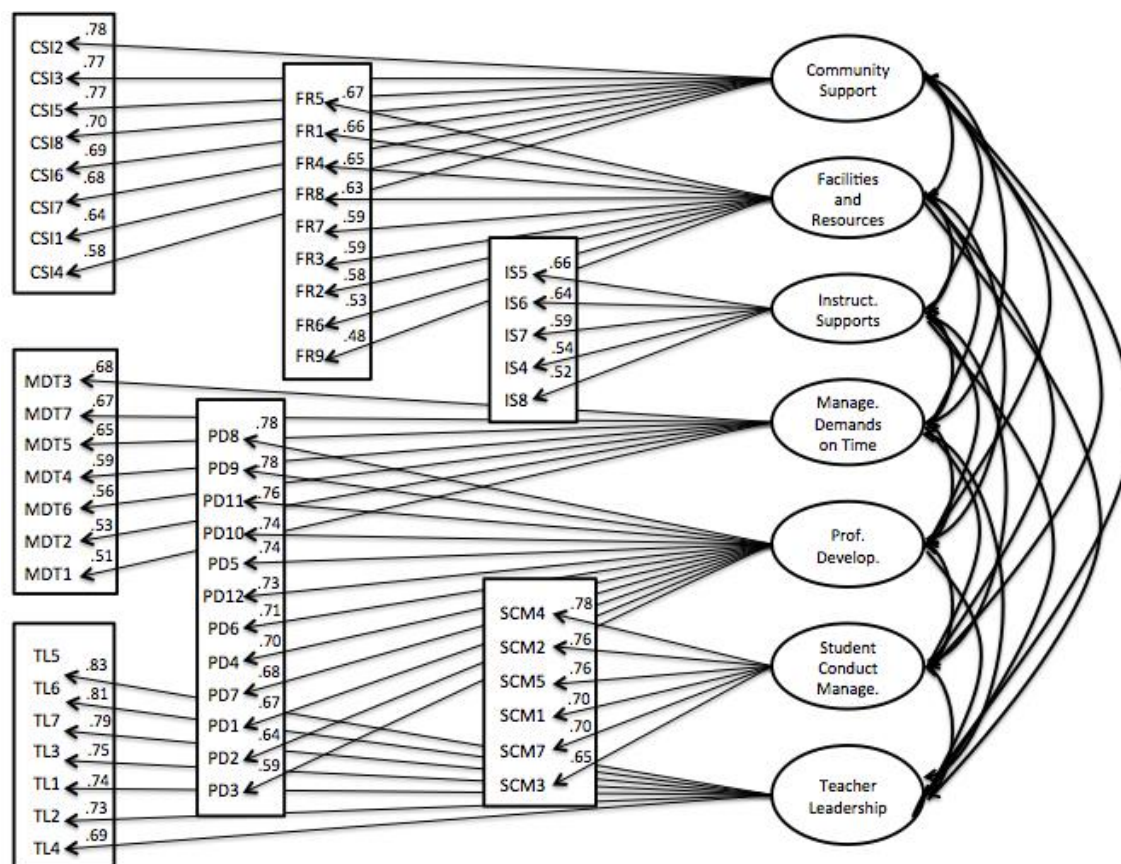 .78
CSI2
.77
CSI3
.77
CSI5
.70
CSI8
.69
CSI6
.68
CSI7
.64
CSI1
.58
CSI4
.67
FR5
.66
FR1
.65
FR4
.63
FR8
.59
FR7
.59
FR3
.58
FR2
.53
FR6
.48
FR9
.66
IS5
.64
IS6
.59
IS7
.54
IS4
.52
IS8
.68
MDT3
.67
MDT7
.65
MDT5
.59
MDT4
.56
MDT6
.53
MDT2
.51
MDT1
.78
PD8
.78
PD9
.76
PD11
.74
PD10
.74
PD5
.73
PD12
.71
PD6
.70
PD4
.68
PD7
.67
PD1
.64
PD2
.59
PD3
.78
SCM4
.76
SCM2
.76
SCM5
.70
SCM1
.70
SCM7
.65
SCM3
TL5
.83
TL6
.81
TL7
.79
TL3
.75
TL1
.74
TL2
.73
TL4
.69
Community
Support
Facilities
and
Resources
Instruct.
Supports
Manage.
Demands
on Time
Prof.
Develop.
Student
Conduct
Manage.
Teacher
Leadership